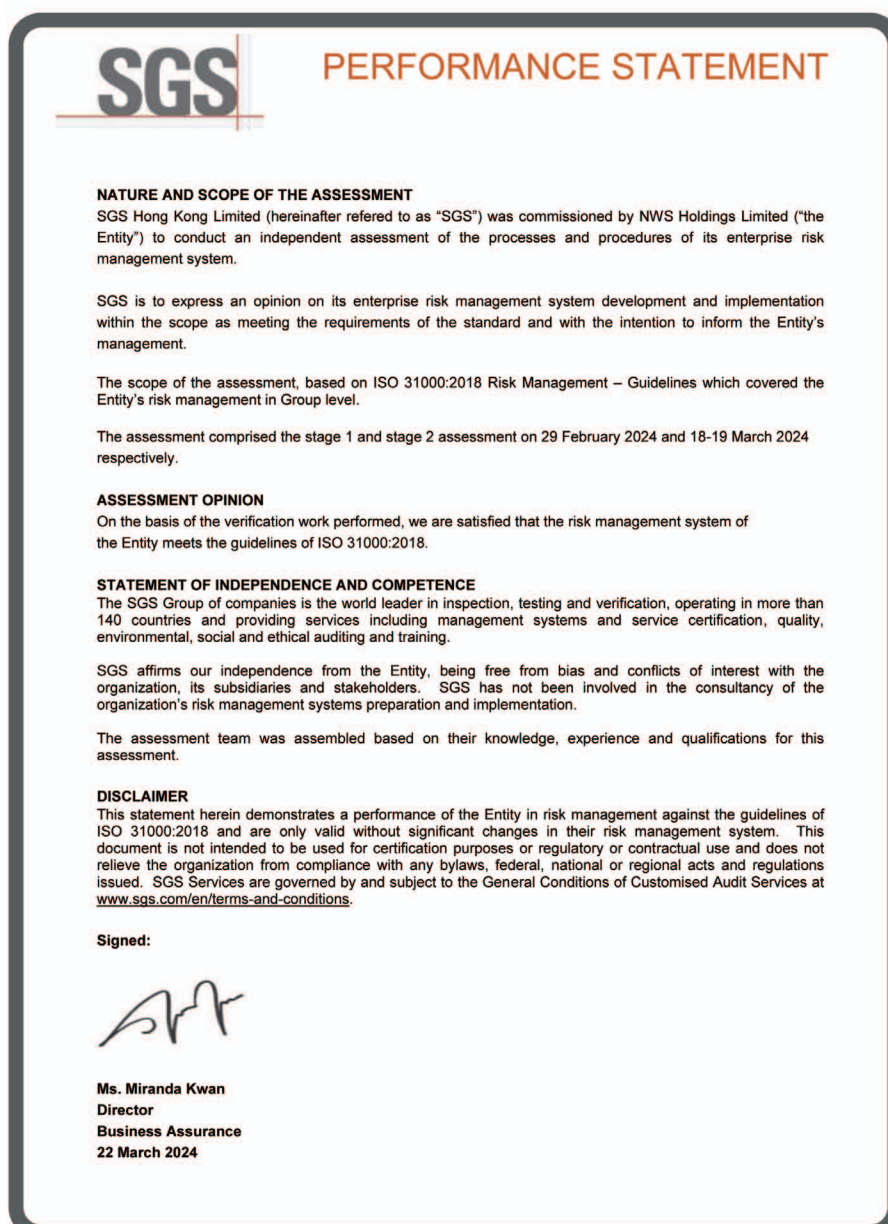 SGS
PERFORMANCE STATEMENT
NATURE AND SCOPE OF THE ASSESSMENT
SGS Hong Kong Limited (hereinafter refered to as “SGS”) was commissioned by NWS Holdings Limited (“the
Entity”) to conduct an independent assessment of the processes and procedures of its enterprise risk
management system.
SGS is to express an opinion on its enterprise risk management system development and implementation
within the scope as meeting the requirements of the standard and with the intention to inform the Entity’s
management.
The scope of the assessment, based on ISO 31000:2018 Risk Management – Guidelines which covered the
Entity’s risk management in Group level.
The assessment comprised the stage 1 and stage 2 assessment on 29 February 2024 and 18-19 March 2024
respectively.
ASSESSMENT OPINION
On the basis of the verification work performed, we are satisfied that the risk management system of
the Entity meets the guidelines of ISO 31000:2018.
STATEMENT OF INDEPENDENCE AND COMPETENCE
The SGS Group of companies is the world leader in inspection, testing and verification, operating in more than
140 countries and providing services including management systems and service certification, quality,
environmental, social and ethical auditing and training.
SGS affirms our independence from the Entity, being free from bias and conflicts of interest with the
organization, its subsidiaries and stakeholders. SGS has not been involved in the consultancy of the
organization’s risk management systems preparation and implementation.
The assessment team was assembled based on their knowledge, experience and qualifications for this
assessment.
DISCLAIMER
This statement herein demonstrates a performance of the Entity in risk management against the guidelines of
ISO 31000:2018 and are only valid without significant changes in their risk management system. This
document is not intended to be used for certification purposes or regulatory or contractual use and does not
relieve the organization from compliance with any bylaws, federal, national or regional acts and regulations
issued. SGS Services are governed by and subject to the General Conditions of Customised Audit Services at
www.sgs.com/en/terms-and-conditions.
Signed:
Ms. Miranda Kwan
Director
Business Assurance
22 March 2024